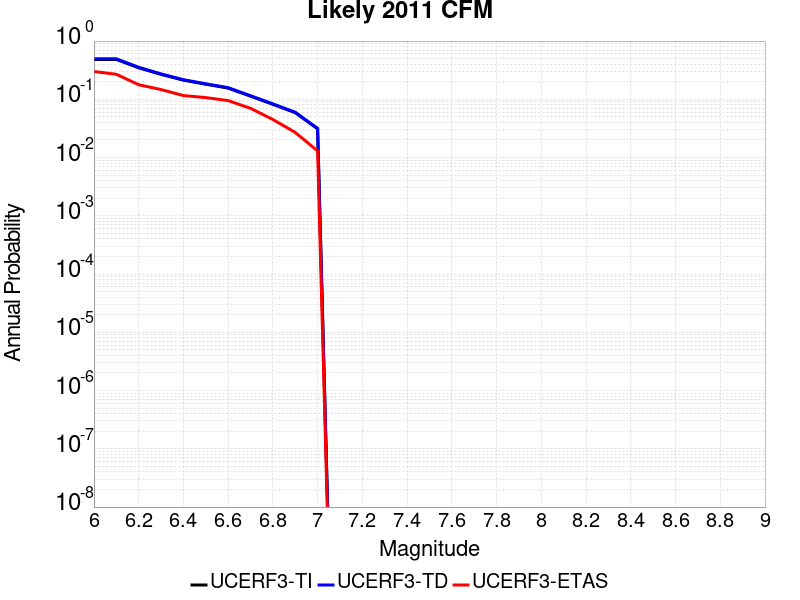 Likely 2011 CFM
10^0
10^-1
10^-2
10^-3
10^-4
10^-5
10^-6
10^-7
10^-8
Annual Probability
6 6.2 6.4 6.6 6.8 7 7.2 7.4 7.6 7.8 8 8.2 8.4 8.6 8.8 9
Magnitude
UCERF3-TI UCERF3-TD UCERF3-ETAS